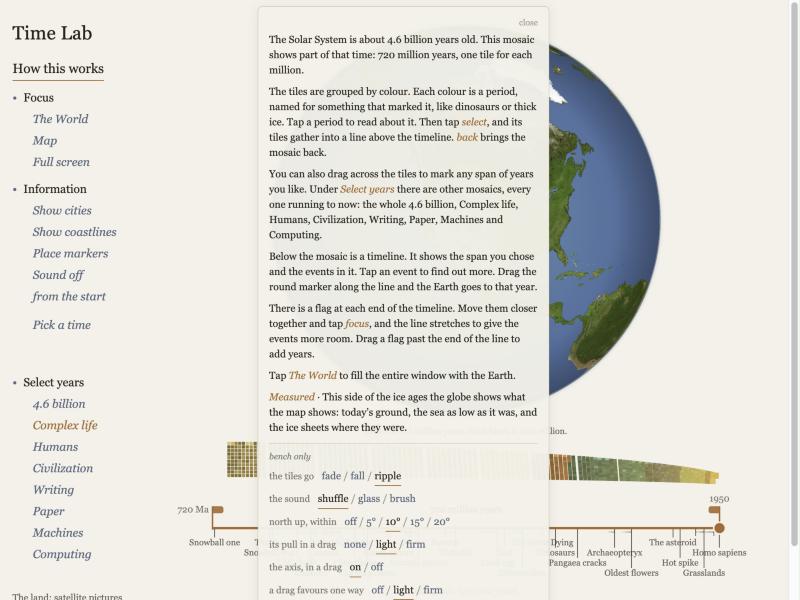 Time Lab
How this works
• Focus
The World
Map
Full screen
• Information
Show cities
Show coastlines
Place markers
Sound off
from the start
Pick a time
• Select years
4.6 billion
Complex life
Humans
Civilization
Writing
Paper
Machines
Computing
The land: satellite pictures
close
The Solar System is about 4.6 billion years old. This mosaic
shows part of that time: 720 million years, one tile for each
million.
The tiles are grouped by colour. Each colour is a period,
named for something that marked it, like dinosaurs or thick
ice. Tap a period to read about it. Then tap select, and its
tiles gather into a line above the timeline. back brings the
mosaic back.
You can also drag across the tiles to mark any span of years
you like. Under Select years there are other mosaics, every
one running to now: the whole 4.6 billion, Complex life,
Humans, Civilization, Writing, Paper, Machines and
Computing.
Below the mosaic is a timeline. It shows the span you chose
and the events in it. Tap an event to find out more. Drag the
round marker along the line and the Earth goes to that year.
There is a flag at each end of the timeline. Move them closer
together and tap focus, and the line stretches to give the
events more room. Drag a flag past the end of the line to
add years.
Tap The World to fill the entire window with the Earth.
Measured · This side of the ice ages the globe shows what
the map shows: today's ground, the sea as low as it was, and
the ice sheets where they were.
bench only
the tiles go fade / fall / ripple
the sound shuffle / glass / brush
north up, within off / 5° / 10° / 15° / 20°
its pull in a drag none / light / firm
the axis, in a drag on / off
a drag favours one way off / light / firm
720 Ma
1950
Snowball one
Dying
The asteroid
Archaeopteryx
Homo sapiens
Pangaea cracks
Hot spike
Oldest flowers
Grasslands